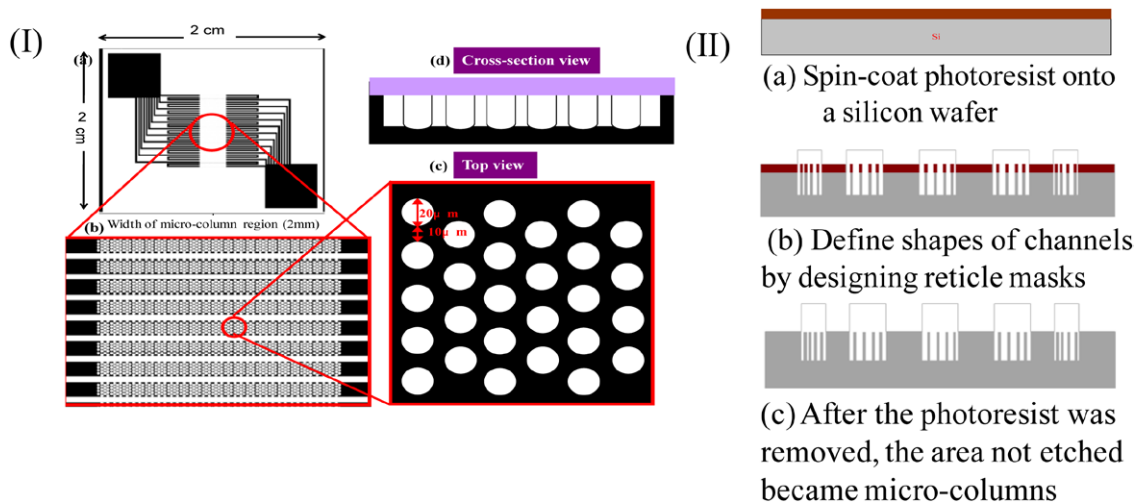 (I)
2 cm
(a)
2 cm
Width of micro-column region (2mm)
(b)
(d) Cross-section view
(c) Top view
20μ m
10μ m
(II)
Si
(a) Spin-coat photoresist onto
a silicon wafer
(b) Define shapes of channels
by designing reticle masks
(c) After the photoresist was
removed, the area not etched
became micro-columns